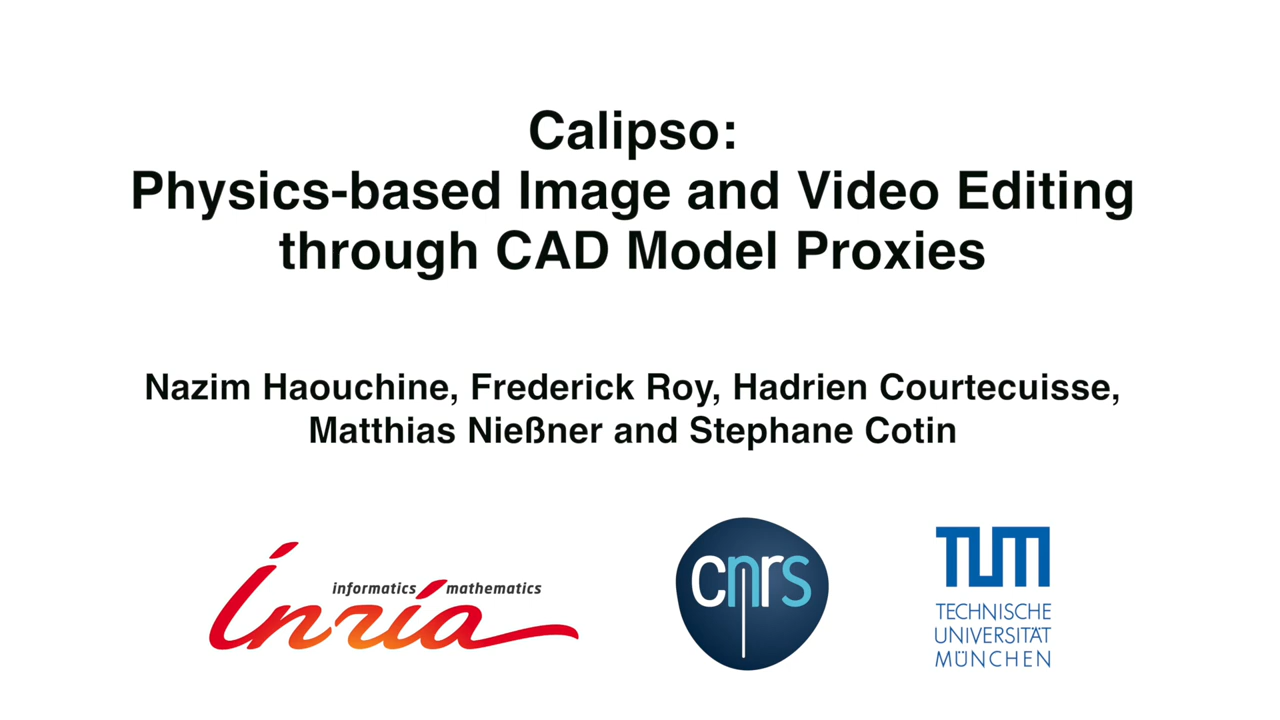 Calipso:
Physics-based Image and Video Editing
through CAD Model Proxies
Nazim Haouchine, Frederick Roy, Hadrien Courtecuisse,
Matthias Nießner and Stephane Cotin
informatics mathematics
inria
cnrs
TUM
TECHNISCHE
UNIVERSITÄT
MÜNCHEN